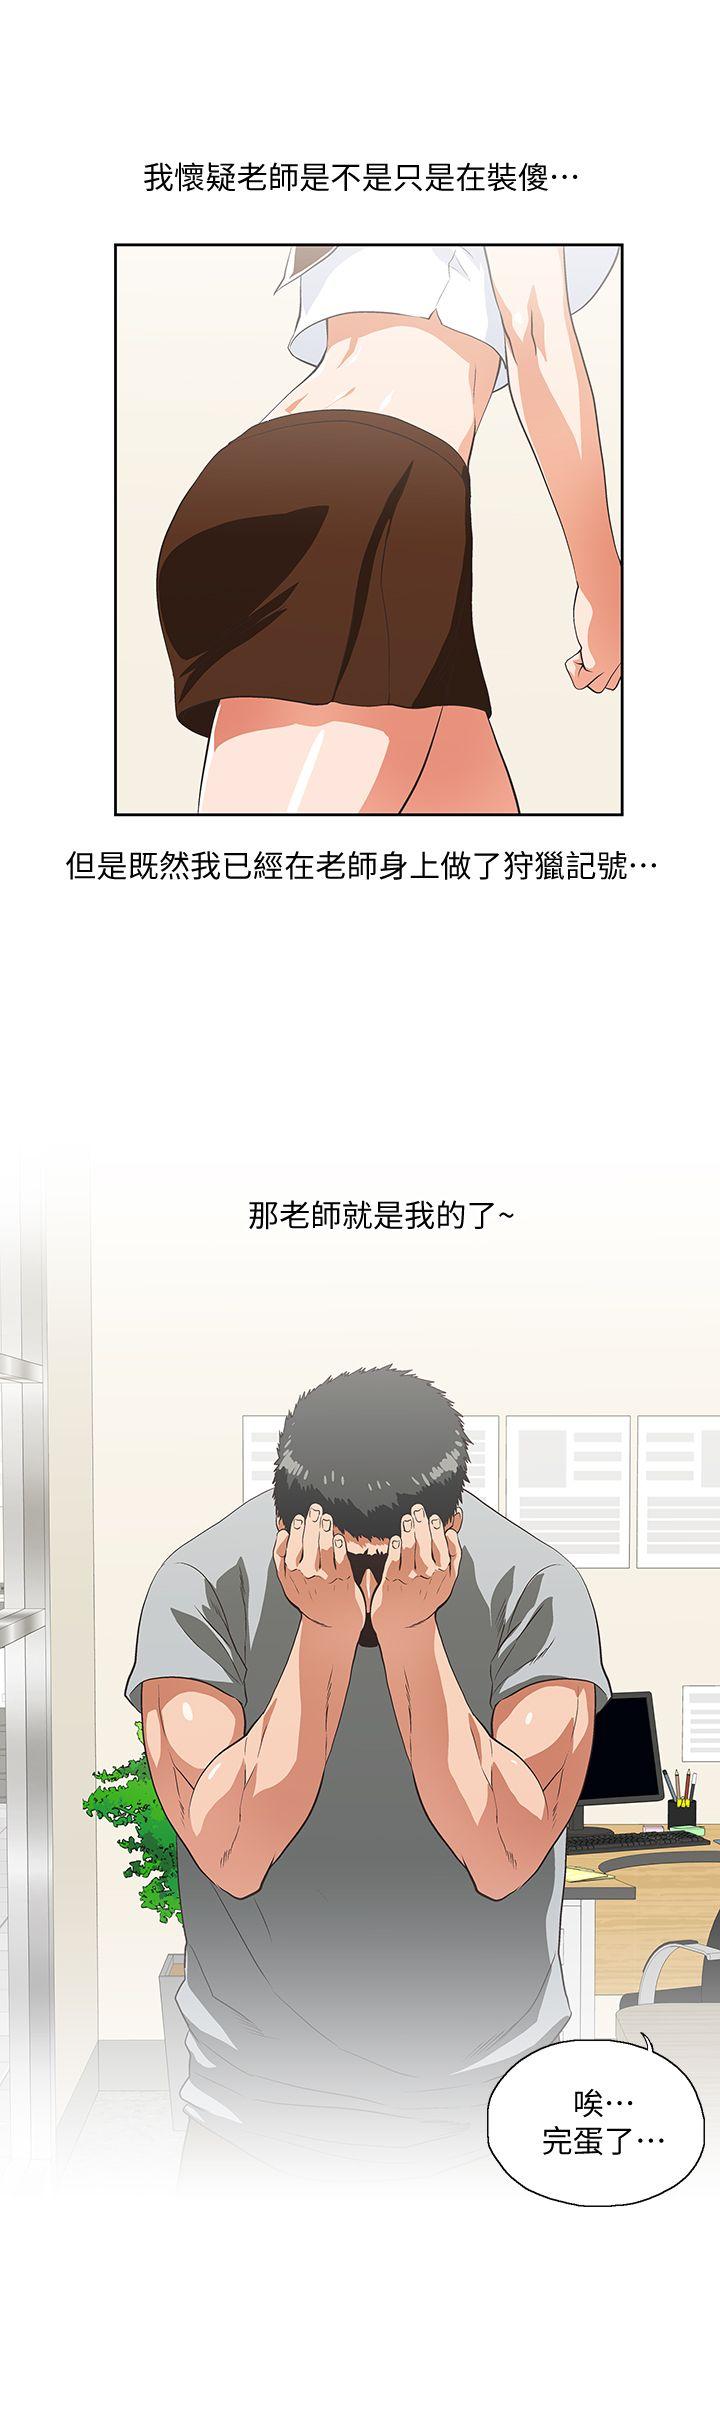 我懷疑老師是不是只是在裝傻⋯
但是既然我已經在老師身上做了狩獵記號⋯
那老師就是我的了~
唉⋯
完蛋了⋯